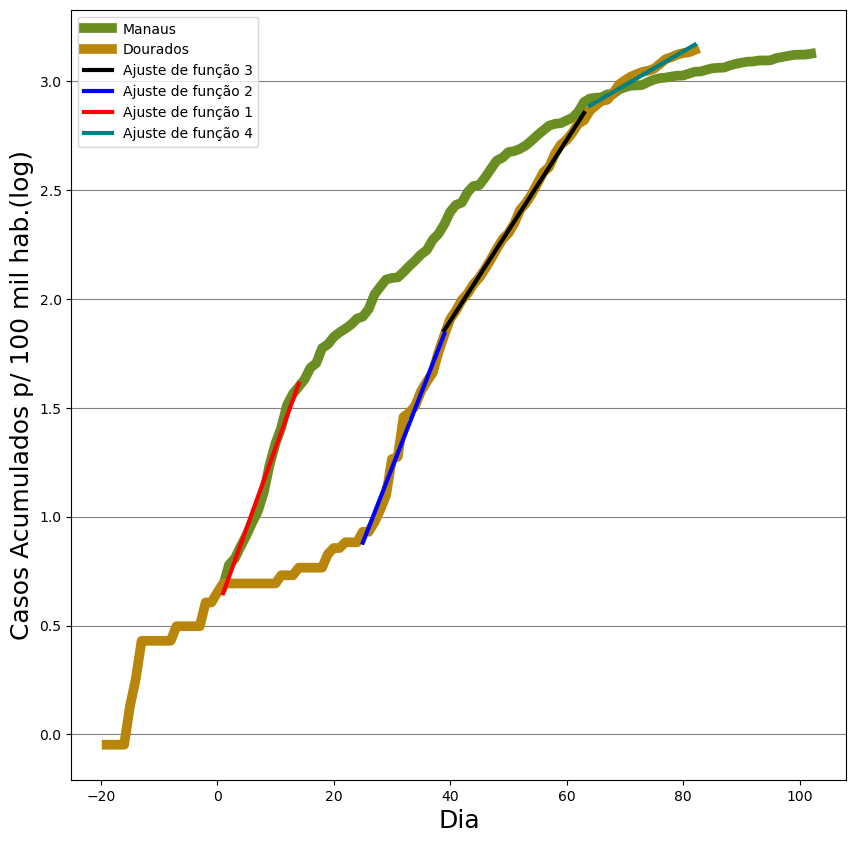 Manaus
Dourados
Ajuste de função 3
Ajuste de função 2
Ajuste de função 1
Ajuste de função 4
Casos Acumulados p/ 100 mil hab.(log)
3.0
2.5
2.0
1.5
1.0
0.5
0.0
−20 0 20 40 60 80 100
Dia